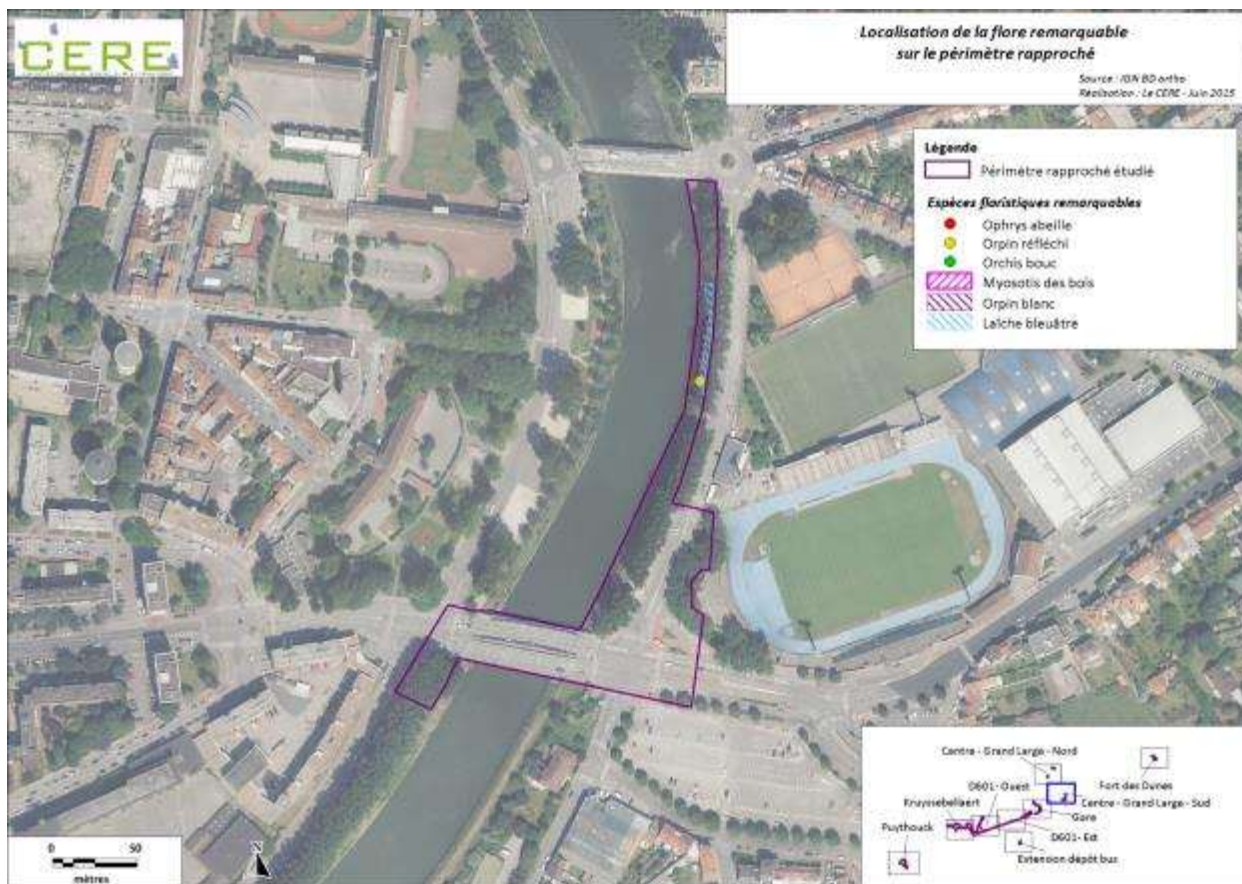 CERE
Localisation de la flore remarquable
sur le périmètre rapproché
Source : IGN BD ortho
Réalisation : Le CERE - Juin 2015
Légende
Périmètre rapproché étudié
Espèces floristiques remarquables
Ophrys abeille
Orpin réfléchi
Orchis bouc
Myosotis des bois
Orpin blanc
Laîche bleuâtre
Centre - Grand Large - Nord
D601- Ouest
Fort des Dunes
Kruyssebellaert
Centre - Grand Large - Sud
Gare
Puythouck
D601- Est
Extension dépôt bus
0 50
mètres
N